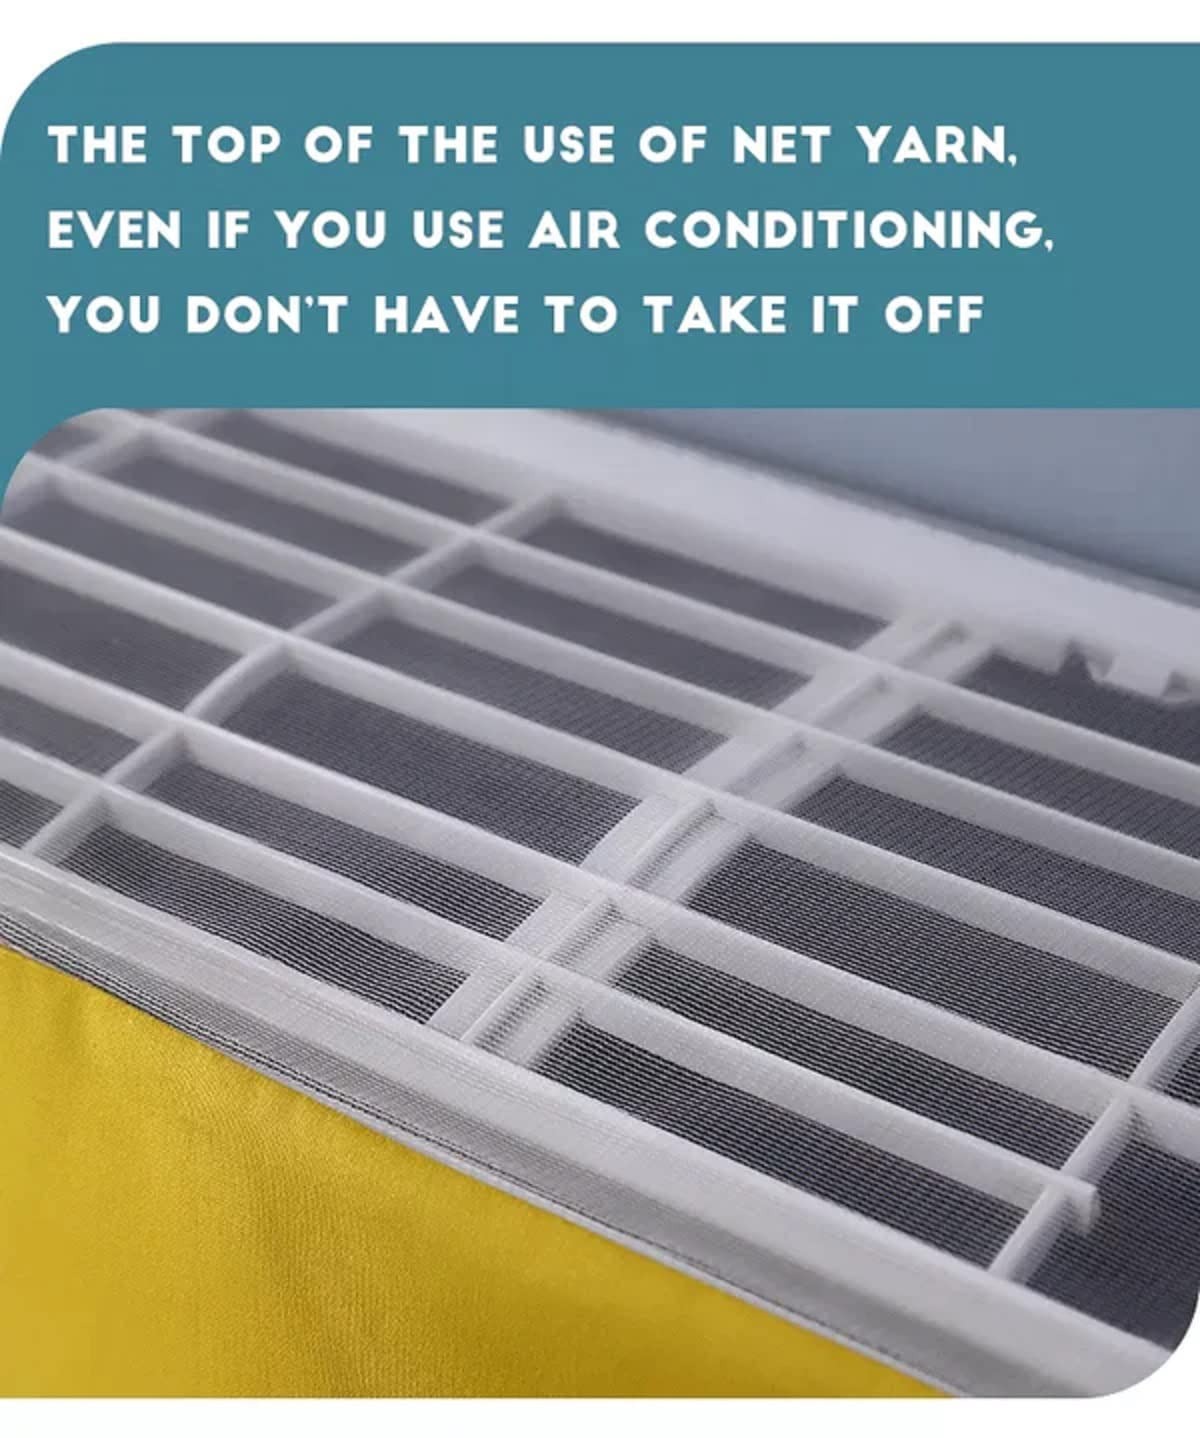 THE TOP OF THE USE OF NET YARN,
EVEN IF YOU USE AIR CONDITIONING,
YOU DON'T HAVE TO TAKE IT OFF